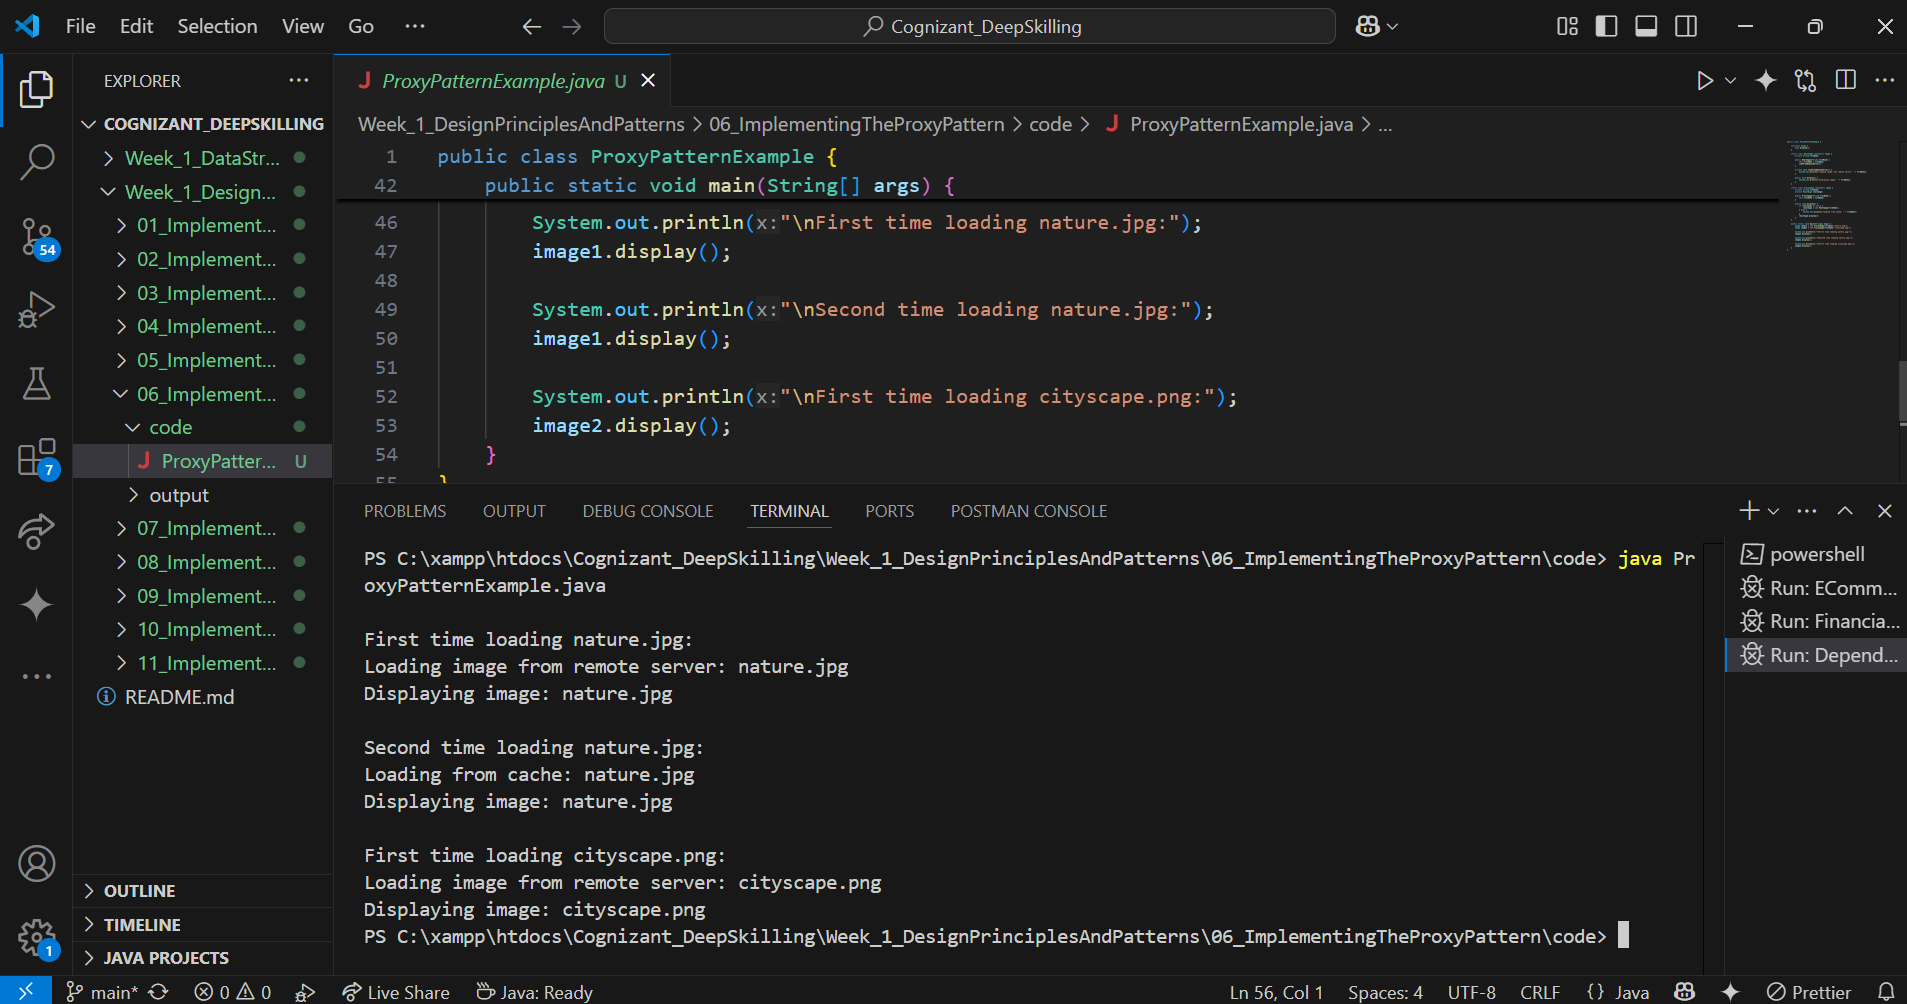 File Edit Selection View Go ··· Cognizant_DeepSkilling
EXPLORER ···
COGNIZANT_DEEPSKILLING
Week_1_DataStr...
Week_1_Design...
01_Implement...
02_Implement...
03_Implement...
04_Implement...
05_Implement...
06_Implement...
code
J ProxyPatter... U
output
07_Implement...
08_Implement...
09_Implement...
10_Implement...
11_Implement...
README.md
OUTLINE
TIMELINE
JAVA PROJECTS
54
7
1
J ProxyPatternExample.java U
Week_1_DesignPrinciplesAndPatterns > 06_ImplementingTheProxyPattern > code > J ProxyPatternExample.java > ...
1 public class ProxyPatternExample {
42 public static void main(String[] args) {
46 System.out.println(x:"\nFirst time loading nature.jpg:");
47 image1.display();
48
49 System.out.println(x:"\nSecond time loading nature.jpg:");
50 image1.display();
51
52 System.out.println(x:"\nFirst time loading cityscape.png:");
53 image2.display();
54 }
55 }
PROBLEMS OUTPUT DEBUG CONSOLE TERMINAL PORTS POSTMAN CONSOLE
PS C:\xampp\htdocs\Cognizant_DeepSkilling\Week_1_DesignPrinciplesAndPatterns\06_ImplementingTheProxyPattern\code> java Pr
oxyPatternExample.java
First time loading nature.jpg:
Loading image from remote server: nature.jpg
Displaying image: nature.jpg
Second time loading nature.jpg:
Loading from cache: nature.jpg
Displaying image: nature.jpg
First time loading cityscape.png:
Loading image from remote server: cityscape.png
Displaying image: cityscape.png
PS C:\xampp\htdocs\Cognizant_DeepSkilling\Week_1_DesignPrinciplesAndPatterns\06_ImplementingTheProxyPattern\code>
powershell
Run: EComm...
Run: Financia...
Run: Depend...
main* 0 0 Live Share Java: Ready Ln 56, Col 1 Spaces: 4 UTF-8 CRLF {} Java Prettier